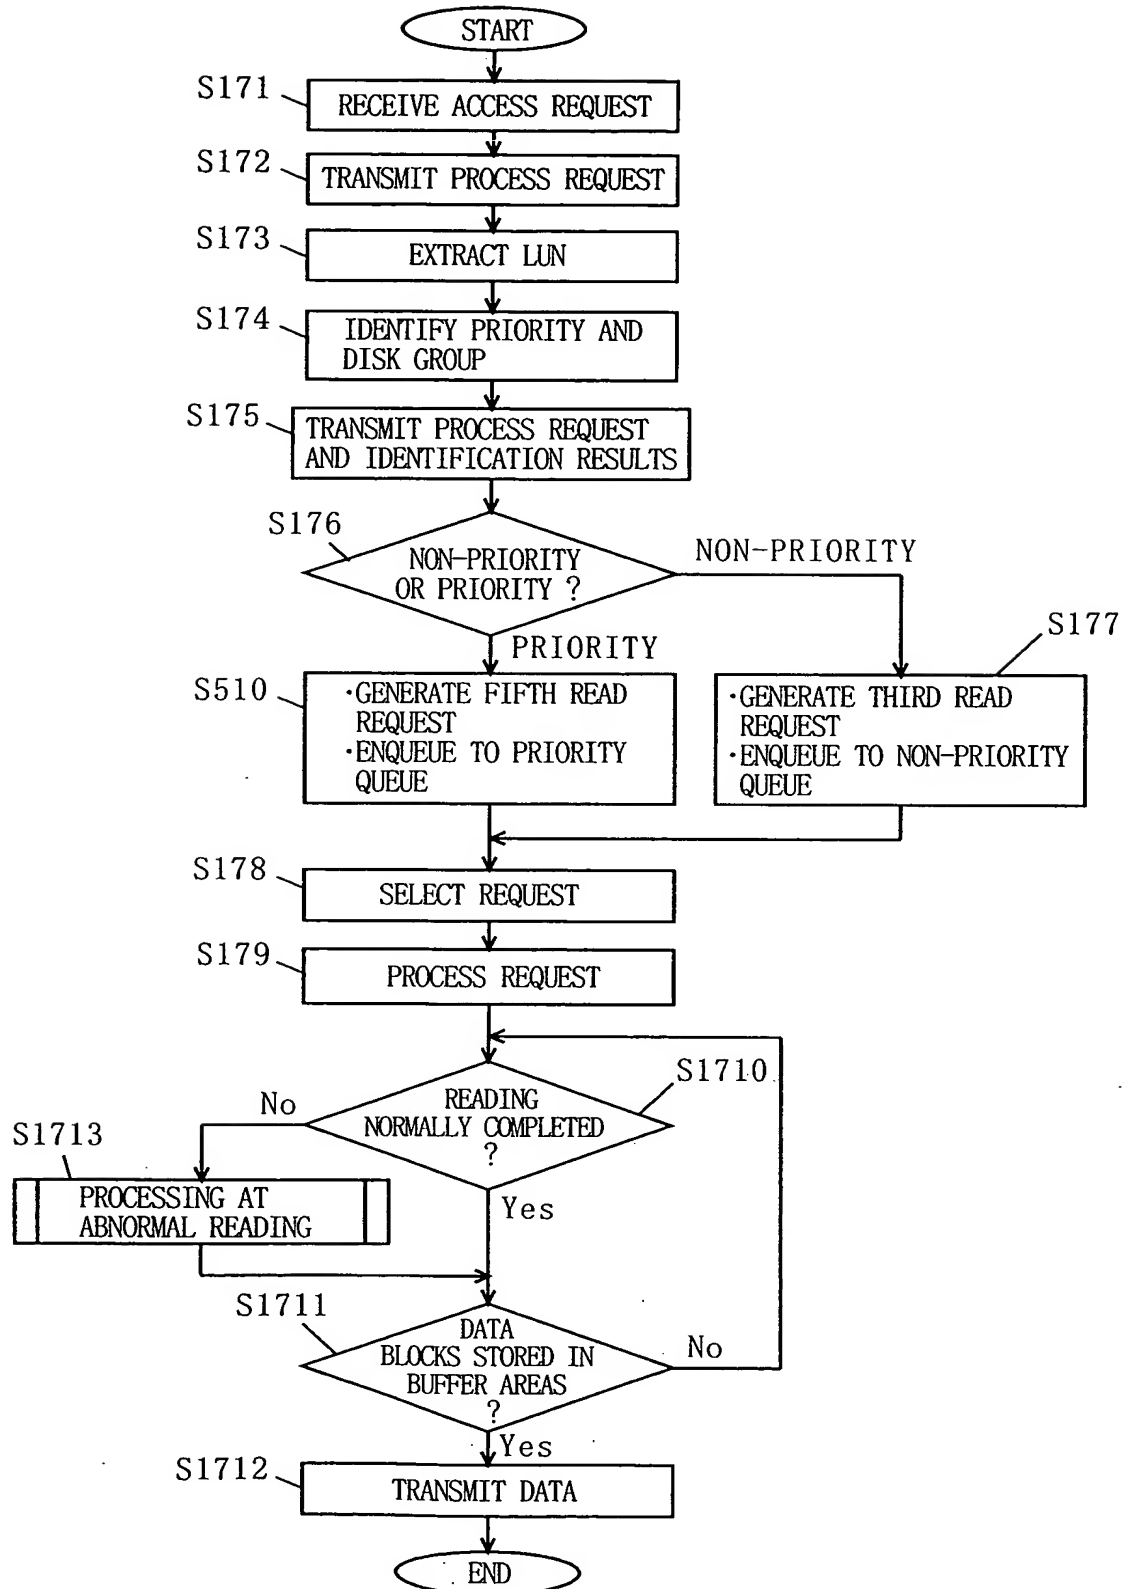 START
S171
RECEIVE ACCESS REQUEST
S172
TRANSMIT PROCESS REQUEST
S173
EXTRACT LUN
S174
IDENTIFY PRIORITY AND
DISK GROUP
S175
TRANSMIT PROCESS REQUEST
AND IDENTIFICATION RESULTS
S176
NON-PRIORITY
OR PRIORITY ?
NON-PRIORITY
PRIORITY
S177
S510
·GENERATE FIFTH READ
REQUEST
·ENQUEUE TO PRIORITY
QUEUE
·GENERATE THIRD READ
REQUEST
·ENQUEUE TO NON-PRIORITY
QUEUE
S178
SELECT REQUEST
S179
PROCESS REQUEST
S1710
READING
NORMALLY COMPLETED
?
No
Yes
S1713
PROCESSING AT
ABNORMAL READING
S1711
DATA
BLOCKS STORED IN
BUFFER AREAS
?
No
Yes
S1712
TRANSMIT DATA
END